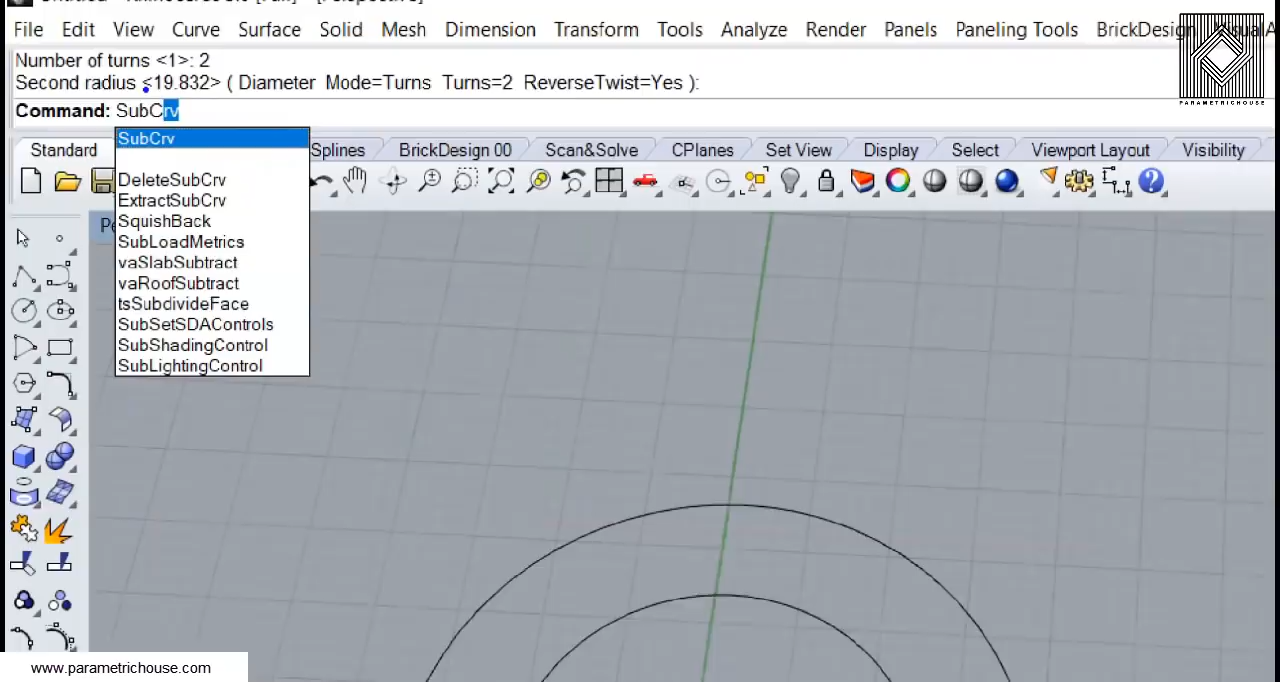 File Edit View Curve Surface Solid Mesh Dimension Transform Tools Analyze Render Panels Paneling Tools BrickDesign
Number of turns <1>: 2
Second radius <19.832> ( Diameter Mode=Turns Turns=2 ReverseTwist=Yes ):
Command: SubCrv
SubCrv
DeleteSubCrv
ExtractSubCrv
SquishBack
SubLoadMetrics
vaSlabSubtract
vaRoofSubtract
tsSubdivideFace
SubSetSDAControls
SubShadingControl
SubLightingControl
Standard Splines BrickDesign 00 Scan&Solve CPlanes Set View Display Select Viewport Layout Visibility
PARAMETRICHOUSE
www.parametrichouse.com